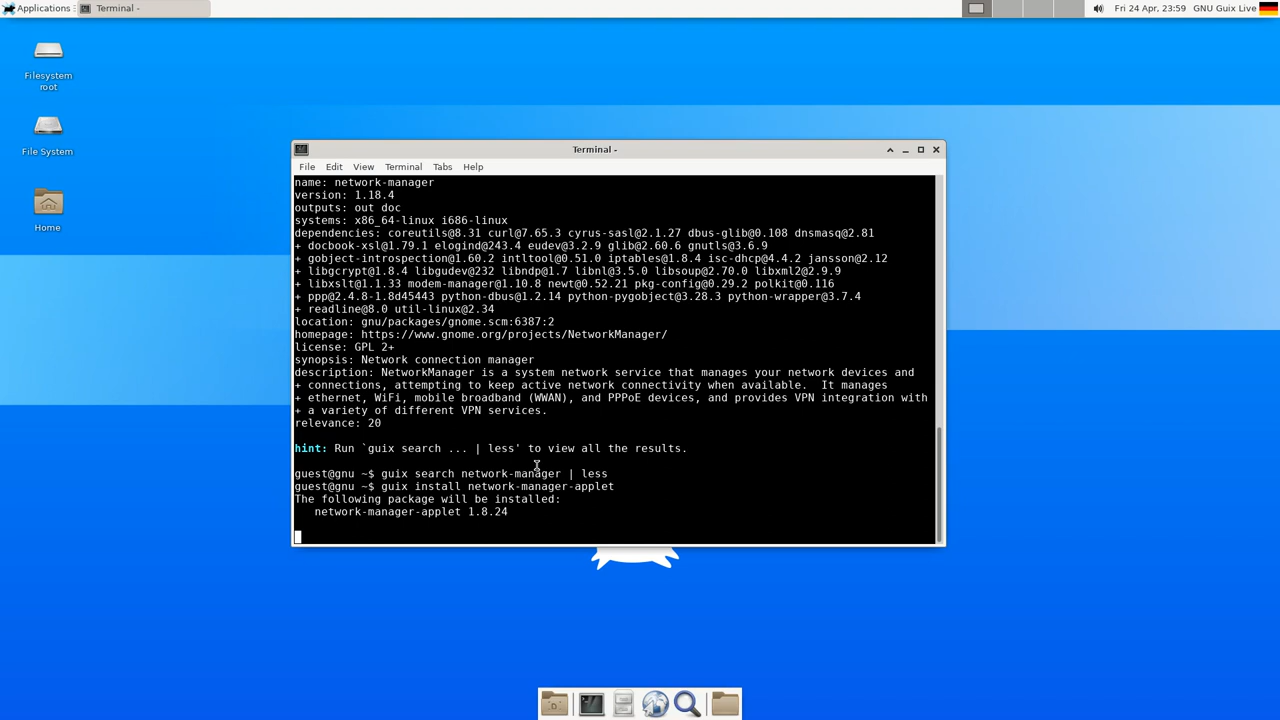 Applications
Terminal -
Fri 24 Apr, 23:59
GNU Guix Live
Filesystem
root
File System
Home
Terminal -
File Edit View Terminal Tabs Help
name: network-manager
version: 1.18.4
outputs: out doc
systems: x86_64-linux i686-linux
dependencies: coreutils@8.31 curl@7.65.3 cyrus-sasl@2.1.27 dbus-glib@0.108 dnsmasq@2.81
+ docbook-xsl@1.79.1 elogind@243.4 eudev@3.2.9 glib@2.60.6 gnutls@3.6.9
+ gobject-introspection@1.60.2 intltool@0.51.0 iptables@1.8.4 isc-dhcp@4.4.2 jansson@2.12
+ libgcrypt@1.8.4 libgudev@232 libndp@1.7 libnl@3.5.0 libsoup@2.70.0 libxml2@2.9.9
+ libxslt@1.1.33 modem-manager@1.10.8 newt@0.52.21 pkg-config@0.29.2 polkit@0.116
+ ppp@2.4.8-1.8d45443 python-dbus@1.2.14 python-pygobject@3.28.3 python-wrapper@3.7.4
+ readline@8.0 util-linux@2.34
location: gnu/packages/gnome.scm:6387:2
homepage: https://www.gnome.org/projects/NetworkManager/
license: GPL 2+
synopsis: Network connection manager
description: NetworkManager is a system network service that manages your network devices and
+ connections, attempting to keep active network connectivity when available.  It manages
+ ethernet, WiFi, mobile broadband (WWAN), and PPPoE devices, and provides VPN integration with
+ a variety of different VPN services.
relevance: 20
hint: Run `guix search ... | less' to view all the results.
guest@gnu ~$ guix search network-manager | less
guest@gnu ~$ guix install network-manager-applet
The following package will be installed:
network-manager-applet 1.8.24